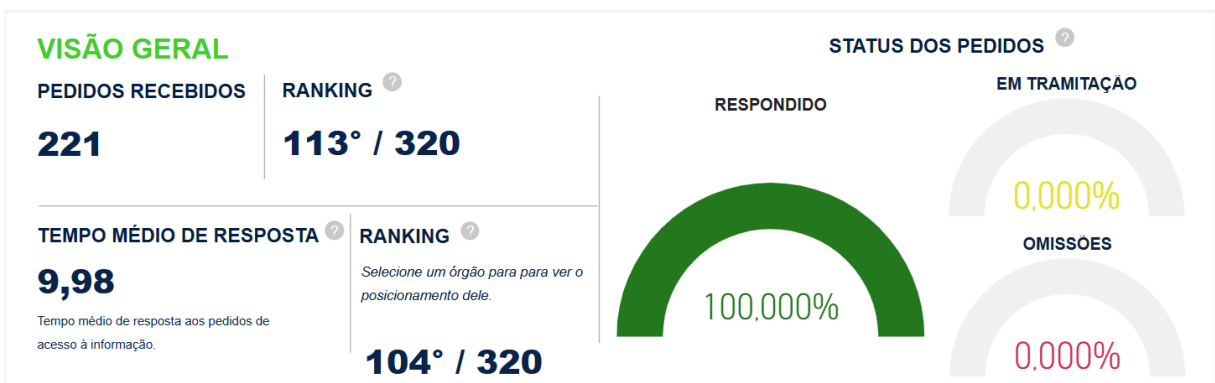 VISÃO GERAL
PEDIDOS RECEBIDOS
221
RANKING ?
113° / 320
TEMPO MÉDIO DE RESPOSTA ?
9,98
Tempo médio de resposta aos pedidos de
acesso à informação.
RANKING ?
Selecione um órgão para para ver o
posicionamento dele.
104° / 320
STATUS DOS PEDIDOS ?
RESPONDIDO
100,000%
EM TRAMITAÇÃO
0,000%
OMISSÕES
0,000%